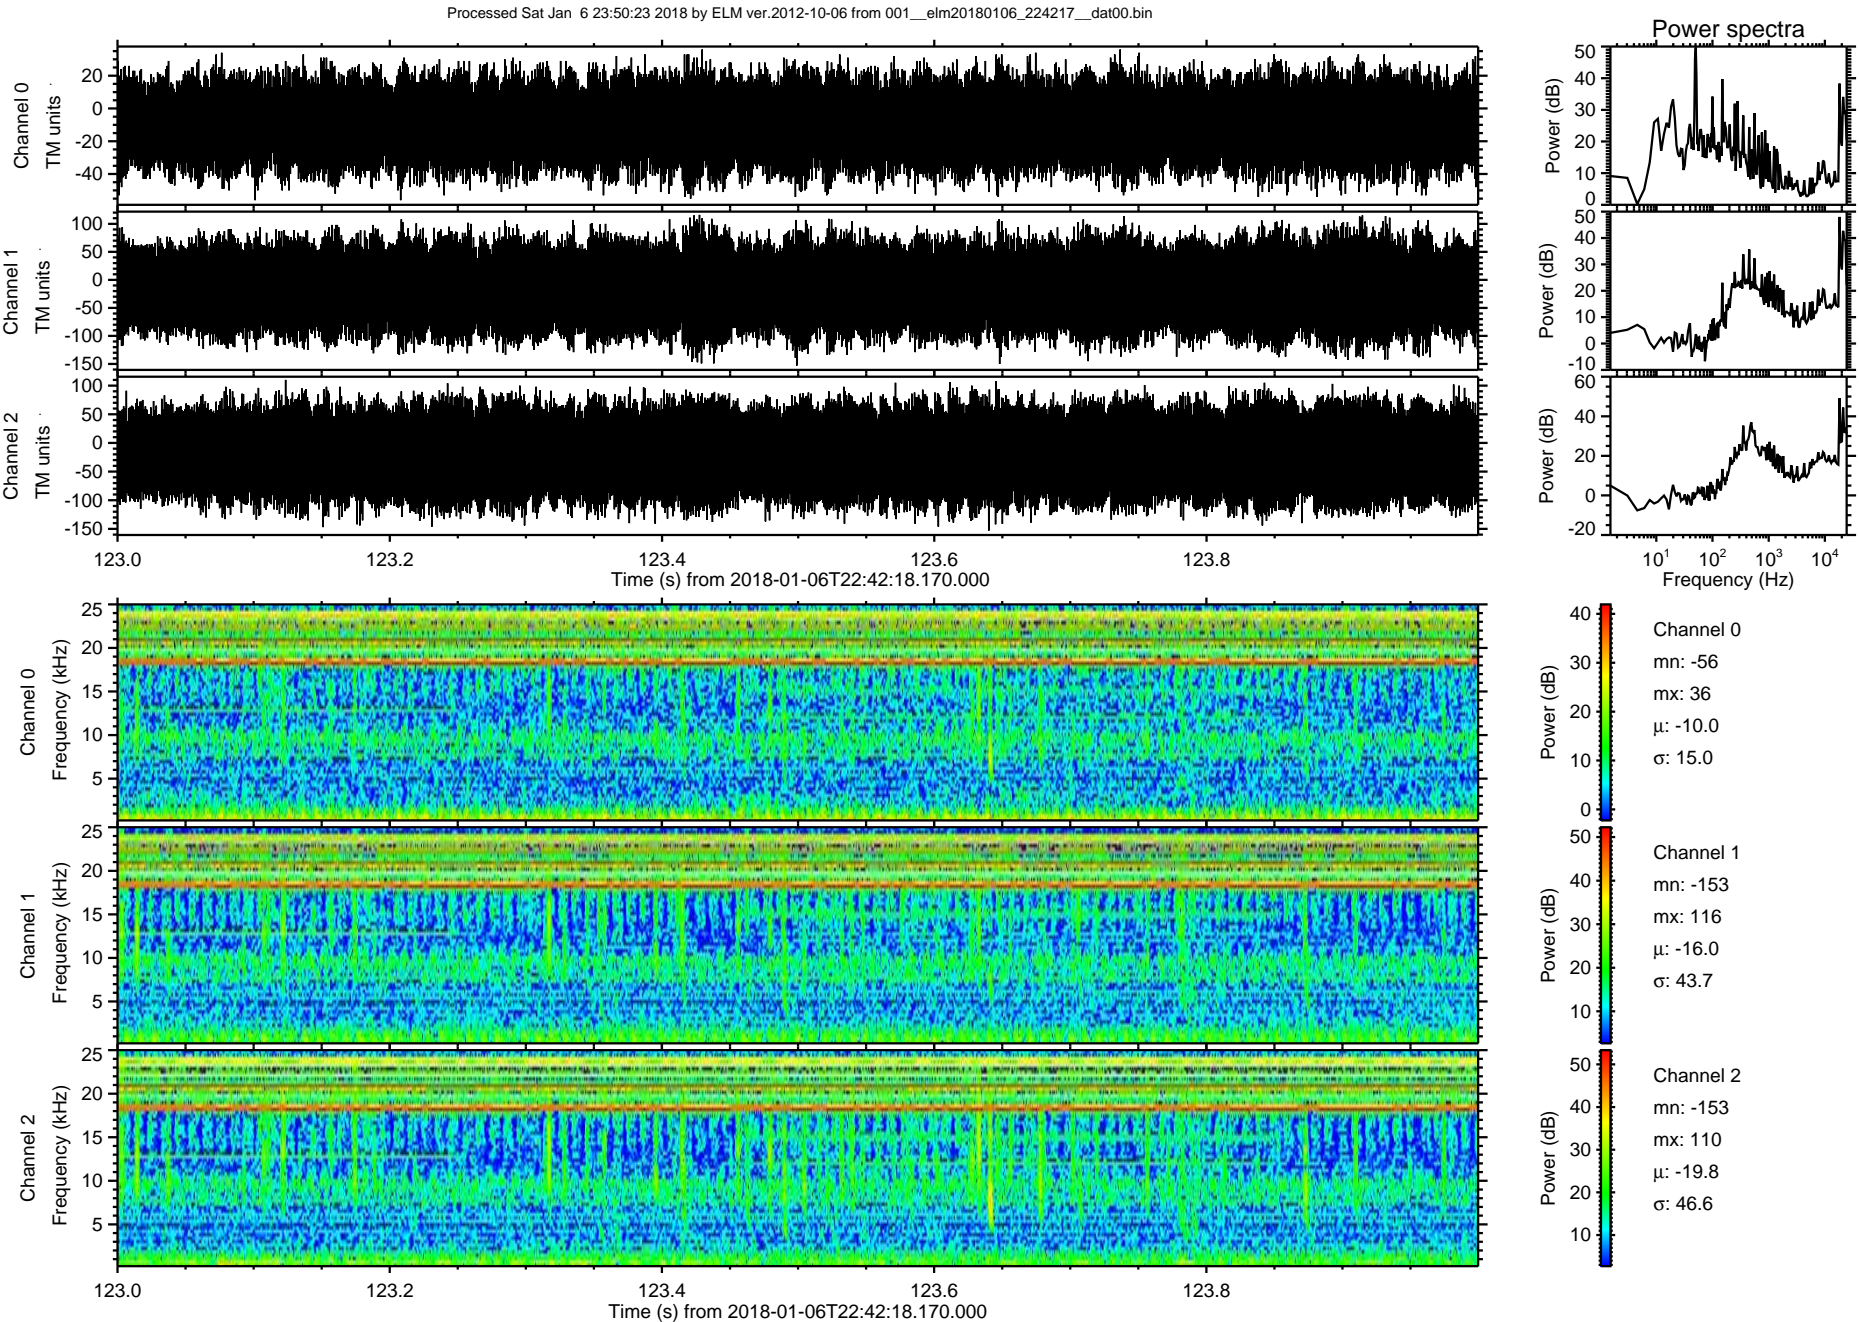 Processed Sat Jan  6 23:50:23 2018 by ELM ver.2012-10-06 from 001__elm20180106_224217__dat00.bin
Power spectra
Channel 0
TM units
20
0
-20
-40
Power (dB)
50
40
30
20
10
0
Channel 1
TM units
100
50
0
-50
-100
-150
Power (dB)
50
40
30
20
10
0
-10
Channel 2
TM units
100
50
0
-50
-100
-150
Power (dB)
60
40
20
0
-20
123.0 123.2 123.4 123.6 123.8
Time (s) from 2018-01-06T22:42:18.170.000
10^1 10^2 10^3 10^4
Frequency (Hz)
Channel 0
Frequency (kHz)
25
20
15
10
5
Power (dB)
40
30
20
10
0
Channel 0
mn: -56
mx: 36
μ: -10.0
σ: 15.0
Channel 1
Frequency (kHz)
25
20
15
10
5
Power (dB)
50
40
30
20
10
Channel 1
mn: -153
mx: 116
μ: -16.0
σ: 43.7
Channel 2
Frequency (kHz)
25
20
15
10
5
Power (dB)
50
40
30
20
10
Channel 2
mn: -153
mx: 110
μ: -19.8
σ: 46.6
123.0 123.2 123.4 123.6 123.8
Time (s) from 2018-01-06T22:42:18.170.000